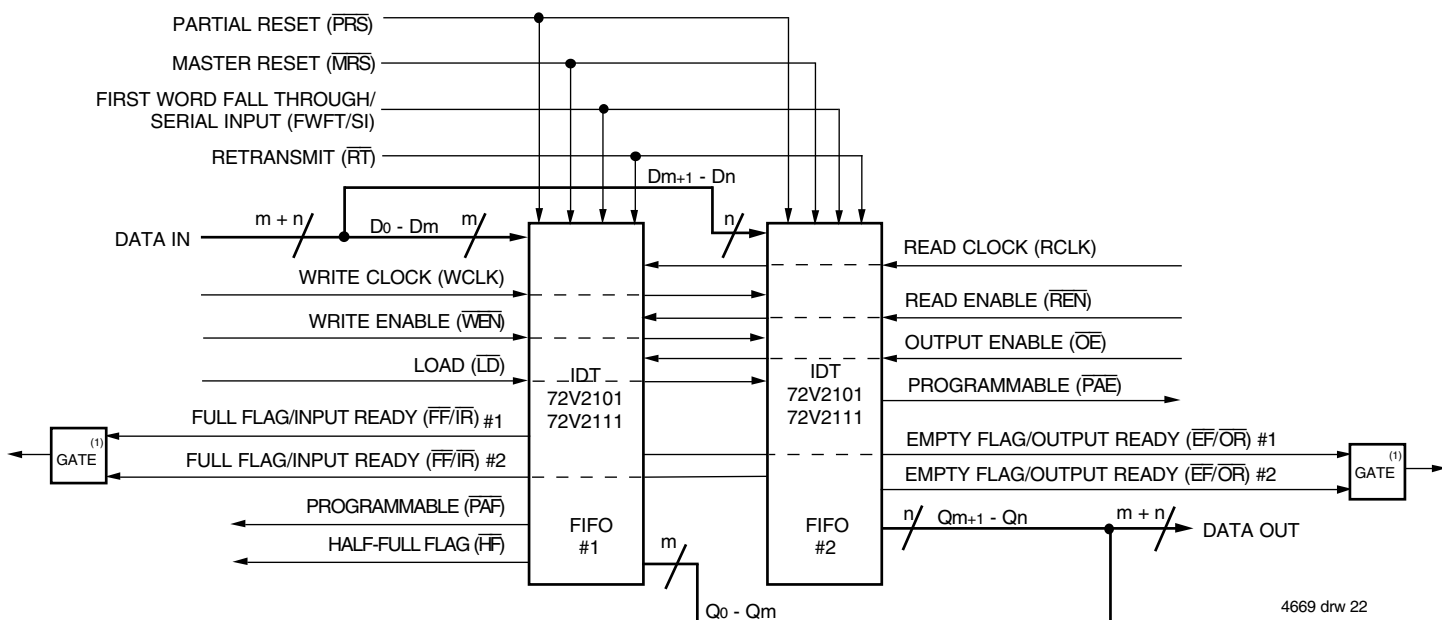 PARTIAL RESET (PRS)
MASTER RESET (MRS)
FIRST WORD FALL THROUGH/
SERIAL INPUT (FWFT/SI)
RETRANSMIT (RT)
Dm+1 - Dn
m + n
D0 - Dm
m
n
DATA IN
READ CLOCK (RCLK)
WRITE CLOCK (WCLK)
READ ENABLE (REN)
WRITE ENABLE (WEN)
OUTPUT ENABLE (OE)
LOAD (LD)
IDT
72V2101
72V2111
IDT
72V2101
72V2111
PROGRAMMABLE (PAE)
FULL FLAG/INPUT READY (FF/IR) #1
EMPTY FLAG/OUTPUT READY (EF/OR) #1
(1)
GATE
(1)
GATE
FULL FLAG/INPUT READY (FF/IR) #2
EMPTY FLAG/OUTPUT READY (EF/OR) #2
PROGRAMMABLE (PAF)
FIFO
#1
FIFO
#2
n
Qm+1 - Qn
m + n
DATA OUT
HALF-FULL FLAG (HF)
m
Q0 - Qm
4669 drw 22